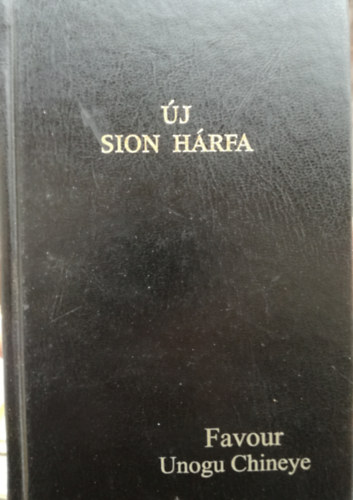 ÚJ
SION HÁRFA
Favour
Unogu Chineye